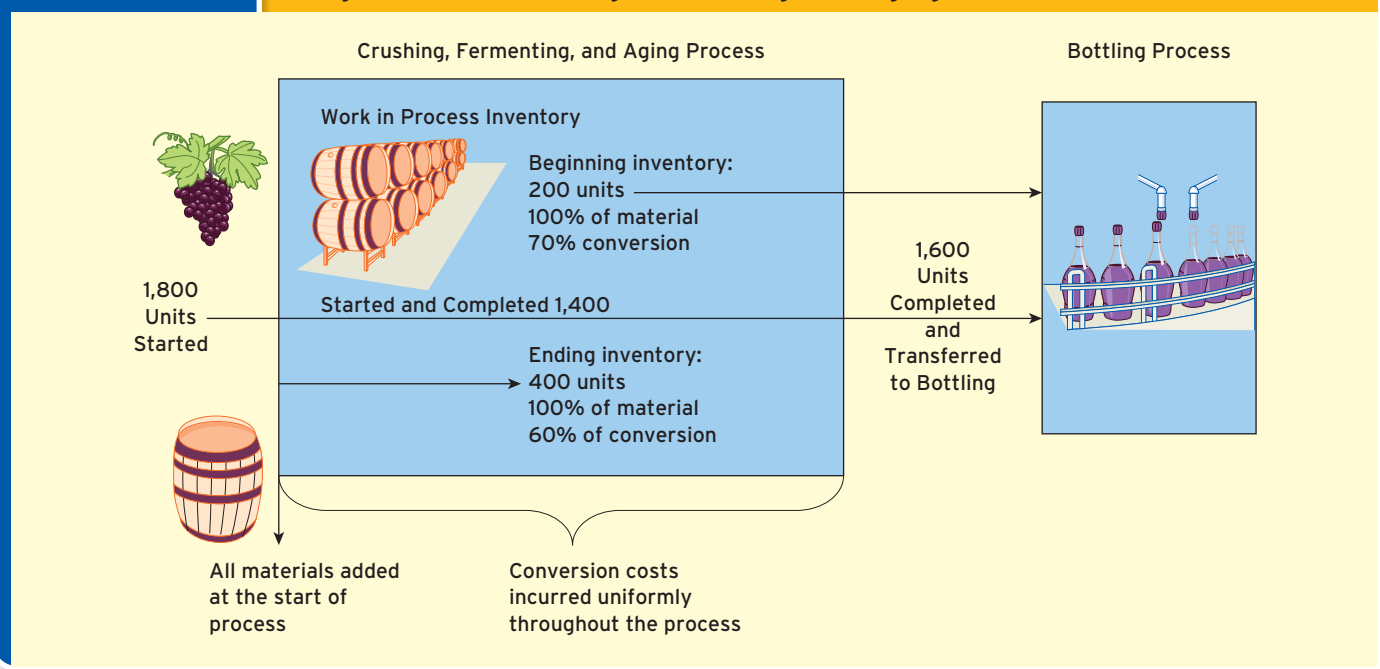 Crushing, Fermenting, and Aging Process
Bottling Process
Work in Process Inventory
Beginning inventory:
200 units
100% of material
70% conversion
1,800
Units
Started
Started and Completed 1,400
1,600
Units
Completed
and
Transferred
to Bottling
Ending inventory:
400 units
100% of material
60% of conversion
All materials added
at the start of
process
Conversion costs
incurred uniformly
throughout the process